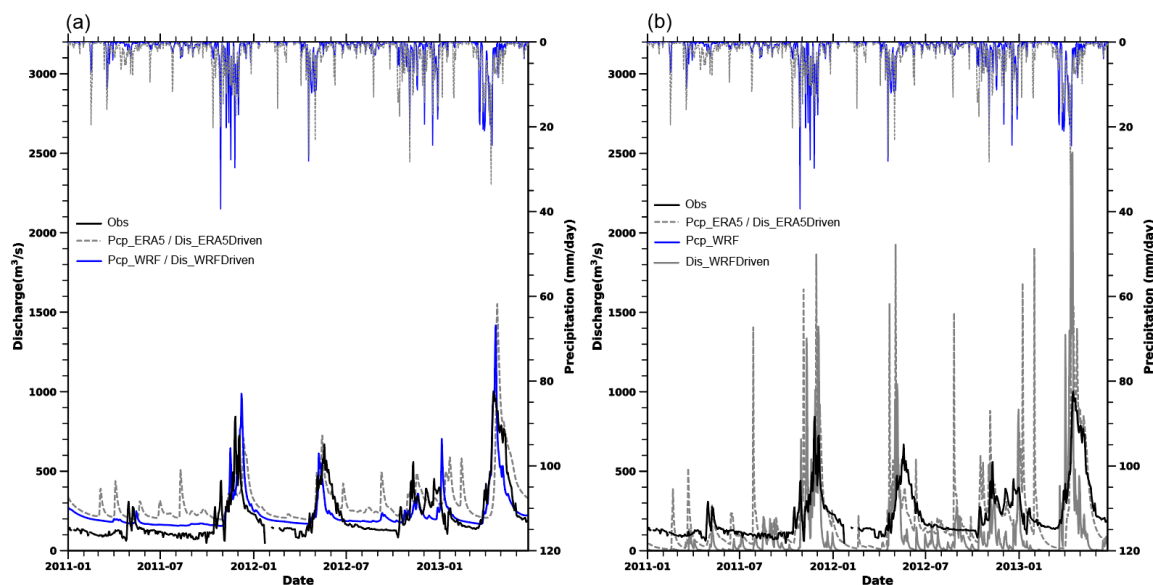 (a)
3000
2500
2000
1500
1000
500
0
Discharge(m³/s)
0
20
40
60
80
100
120
Precipitation (mm/day)
Obs
Pcp_ERA5 / Dis_ERA5Driven
Pcp_WRF / Dis_WRFDriven
2011-01
2011-07
2012-01
2012-07
2013-01
Date
(b)
3000
2500
2000
1500
1000
500
0
Discharge(m³/s)
0
20
40
60
80
100
120
Precipitation (mm/day)
Obs
Pcp_ERA5 / Dis_ERA5Driven
Pcp_WRF
Dis_WRFDriven
2011-01
2011-07
2012-01
2012-07
2013-01
Date